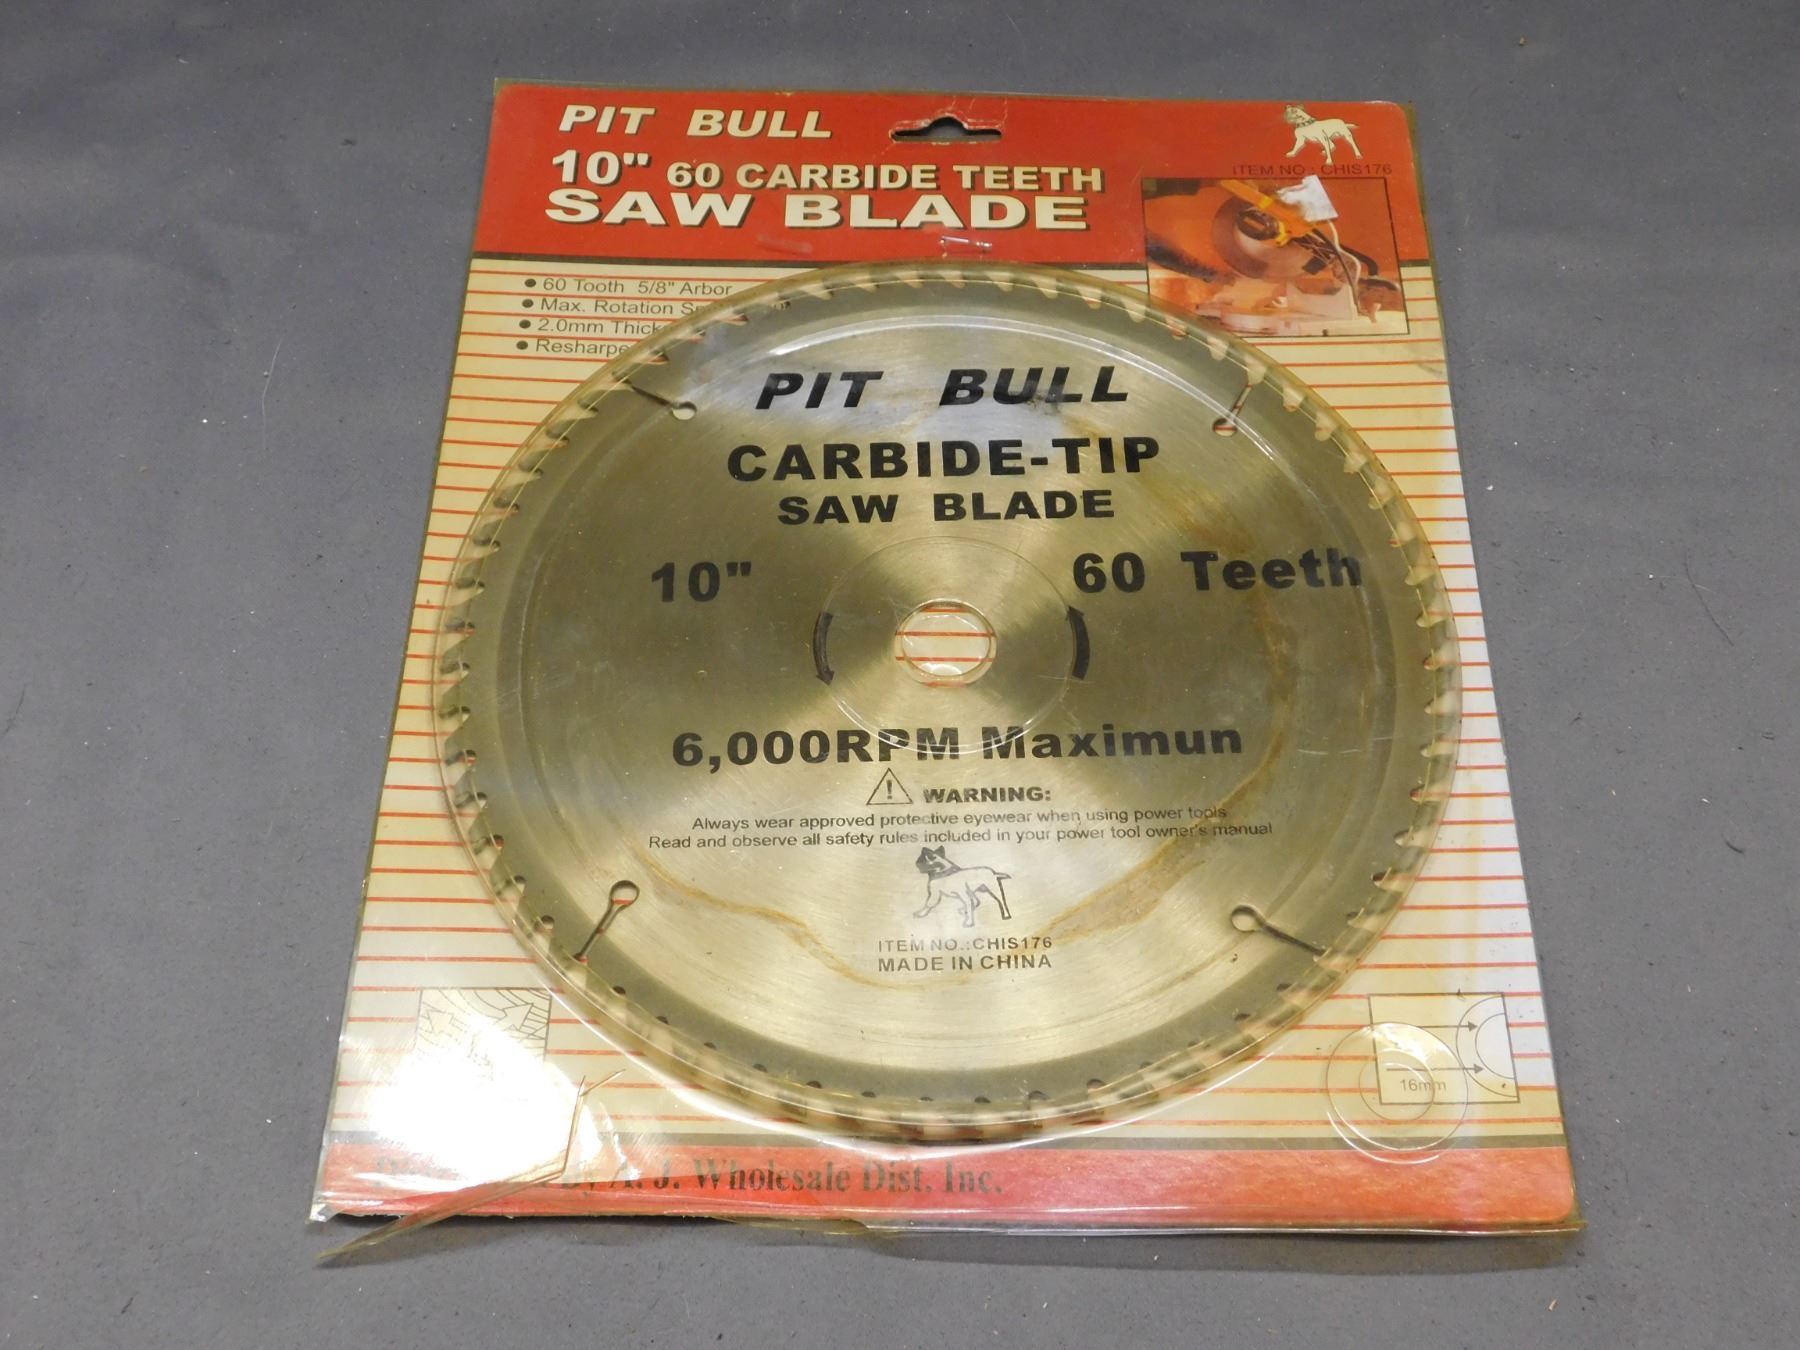 PIT BULL
10" 60 CARBIDE TEETH
SAW BLADE
ITEM NO.: CHIS176
• 60 Tooth 5/8" Arbor
• Max. Rotation
• 2.0mm
•
PIT BULL
CARBIDE-TIP
SAW BLADE
10" 60 Teeth
6,000RPM Maximun
WARNING:
Always wear approved protective eyewear when using power tools
Read and observe all safety rules included in your power tool owner's manual
ITEM NO.:CHIS176
MADE IN CHINA
16mm
By A. J. Wholesale Dist. Inc.